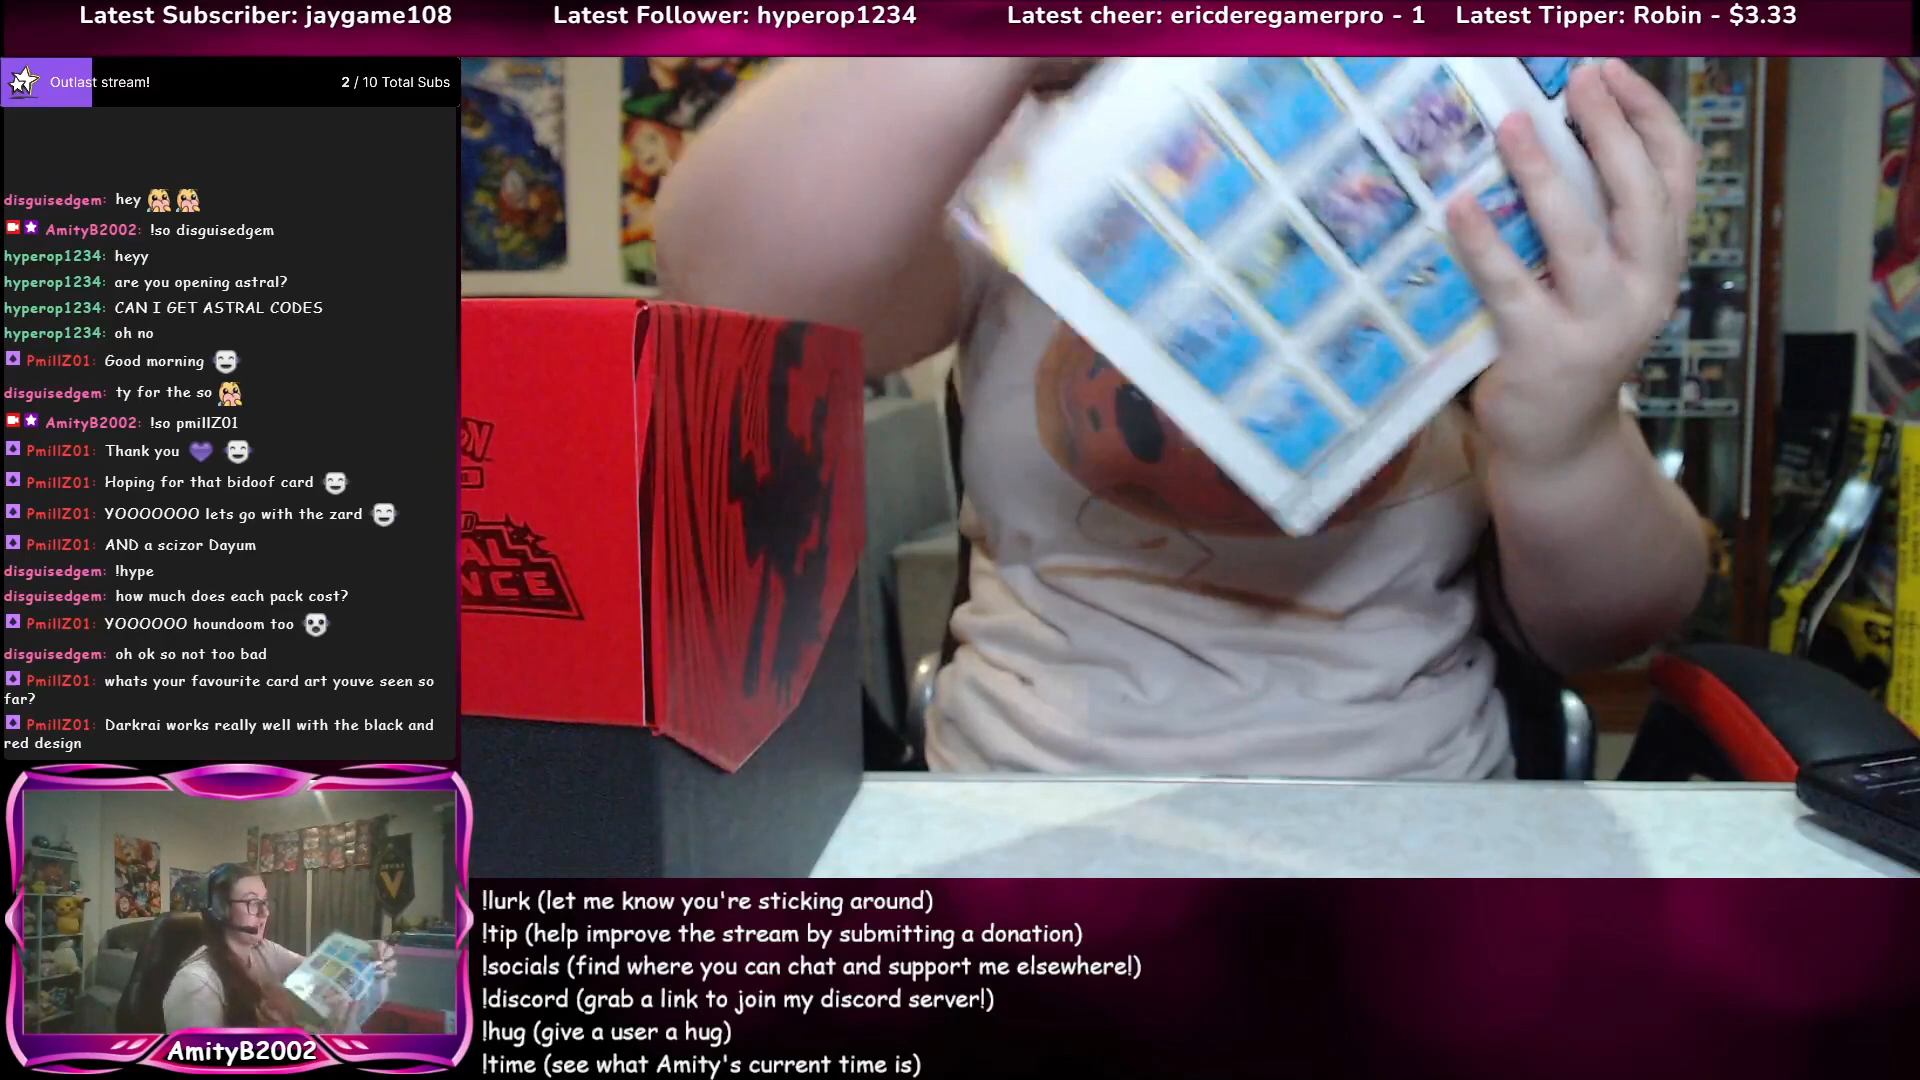 Latest Subscriber: jaygame108
Latest Follower: hyperop1234
Latest cheer: ericderegamerpro - 1
Latest Tipper: Robin - $3.33
Outlast stream!
2 / 10 Total Subs
disguisedgem: hey
AmityB2002: !so disguisedgem
hyperop1234: heyy
hyperop1234: are you opening astral?
hyperop1234: CAN I GET ASTRAL CODES
hyperop1234: oh no
PmillZ01: Good morning
disguisedgem: ty for the so
AmityB2002: !so pmillZ01
PmillZ01: Thank you
PmillZ01: Hoping for that bidoof card
PmillZ01: YOOOOOOO lets go with the zard
PmillZ01: AND a scizor Dayum
disguisedgem: !hype
disguisedgem: how much does each pack cost?
PmillZ01: YOOOOOO houndoom too
disguisedgem: oh ok so not too bad
PmillZ01: whats your favourite card art youve seen so
far?
PmillZ01: Darkrai works really well with the black and
red design
AmityB2002
!lurk (let me know you're sticking around)
!tip (help improve the stream by submitting a donation)
!socials (find where you can chat and support me elsewhere!)
!discord (grab a link to join my discord server!)
!hug (give a user a hug)
!time (see what Amity's current time is)